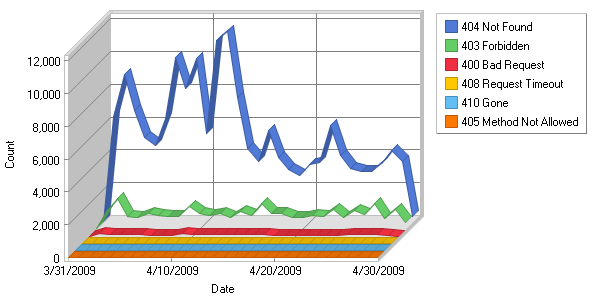 404 Not Found
403 Forbidden
400 Bad Request
408 Request Timeout
410 Gone
405 Method Not Allowed
12,000
10,000
8,000
6,000
4,000
2,000
0
Count
3/31/2009 4/10/2009 4/20/2009 4/30/2009
Date